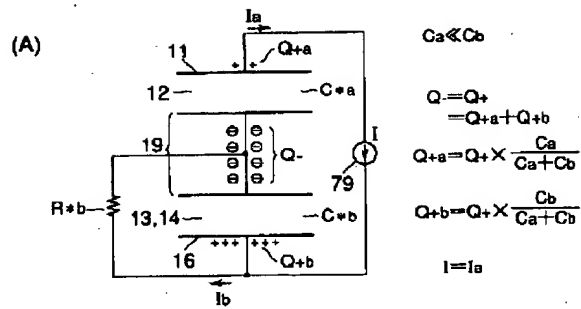 (A)
Ia
Q+a
11
+ +
12
C*a
19
⊖ ⊖
⊖ ⊖
⊖ ⊖
⊖ ⊖
Q-
I
79
R*b
13,14
C*b
16
+++ +++
Q+b
Ib
Ca≪Cb
Q-=Q+
=Q+a+Q+b
Q+a=Q+×Ca/(Ca+Cb)
Q+b=Q+×Cb/(Ca+Cb)
I=Ia